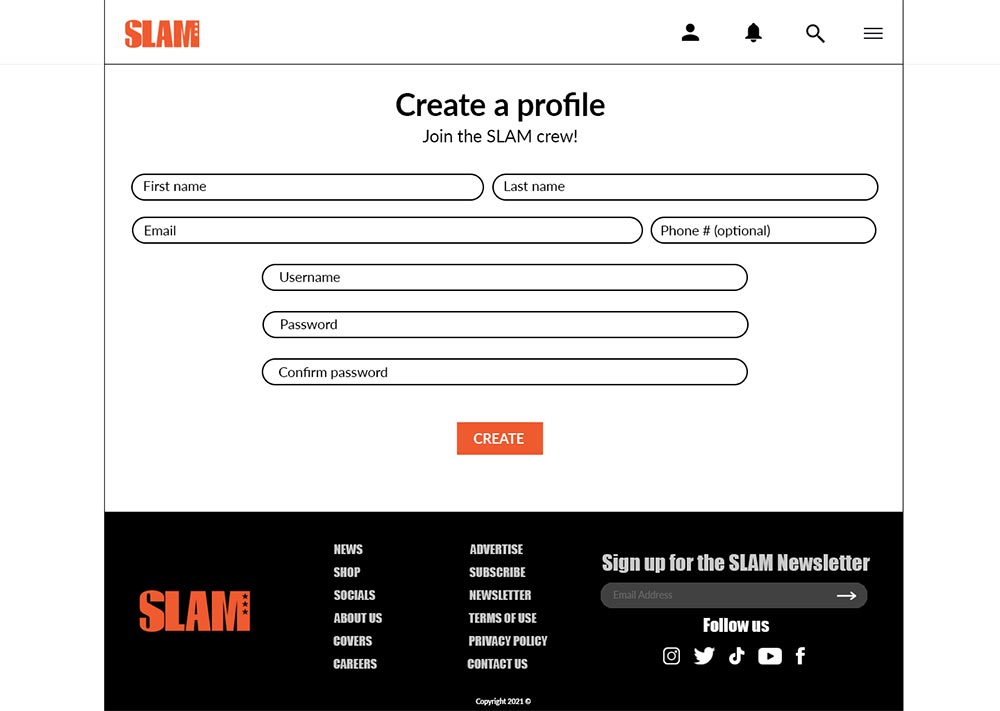 SLAM
Create a profile
Join the SLAM crew!
First name
Last name
Email
Phone # (optional)
Username
Password
Confirm password
CREATE
SLAM
NEWS
SHOP
SOCIALS
ABOUT US
COVERS
CAREERS
ADVERTISE
SUBSCRIBE
NEWSLETTER
TERMS OF USE
PRIVACY POLICY
CONTACT US
Sign up for the SLAM Newsletter
Email Address
Follow us
Copyright 2021 ©